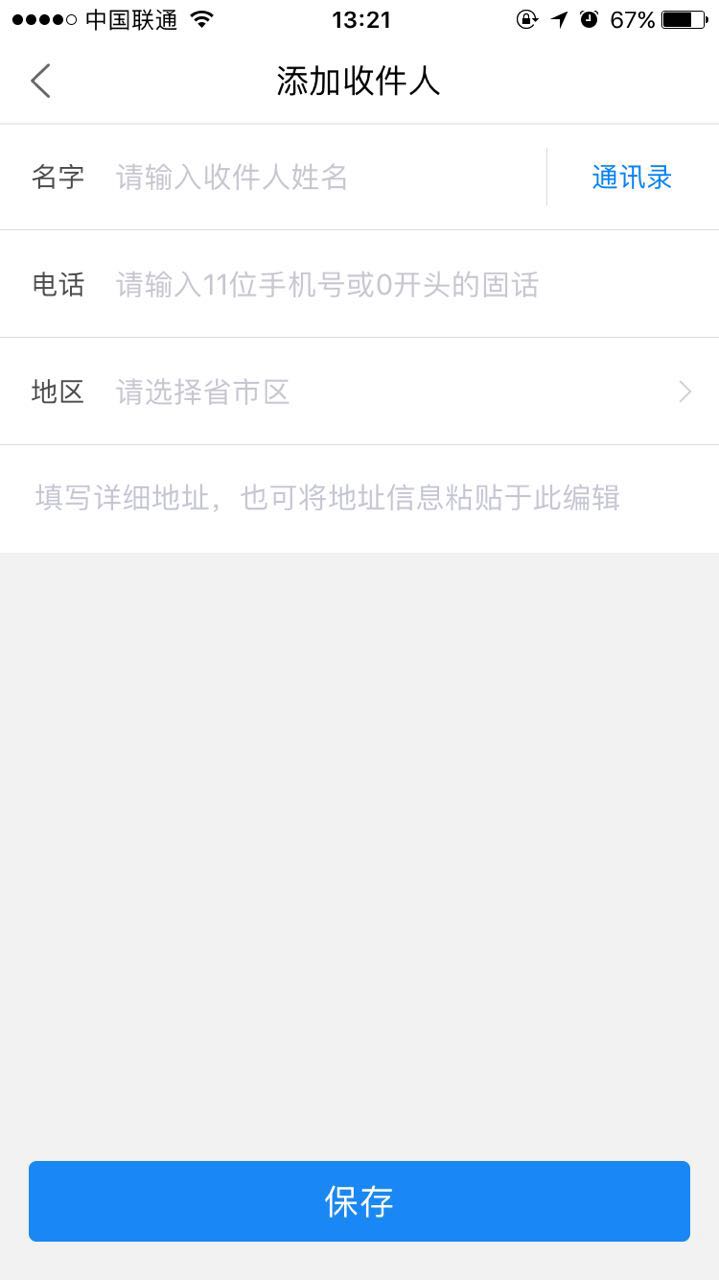 中国联通 13:21 67%
添加收件人
名字 请输入收件人姓名 通讯录
电话 请输入11位手机号或0开头的固话
地区 请选择省市区
填写详细地址，也可将地址信息粘贴于此编辑
保存